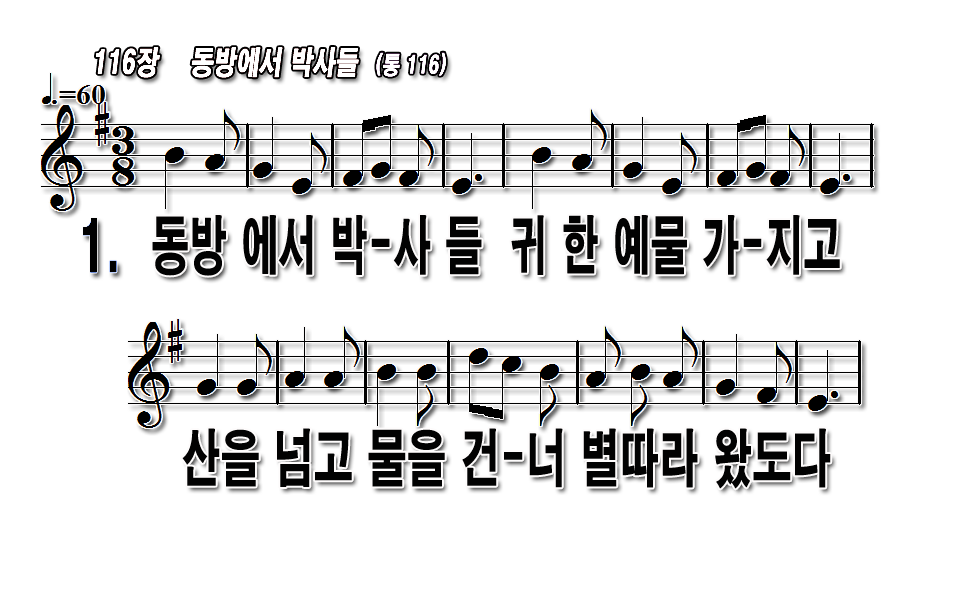 116장 동방에서 박사들 (통 116)
♩.=60
3
8
1. 동방 에서 박-사 들 귀 한 예물 가-지고
산을 넘고 물을 건-너 별따라 왔도다